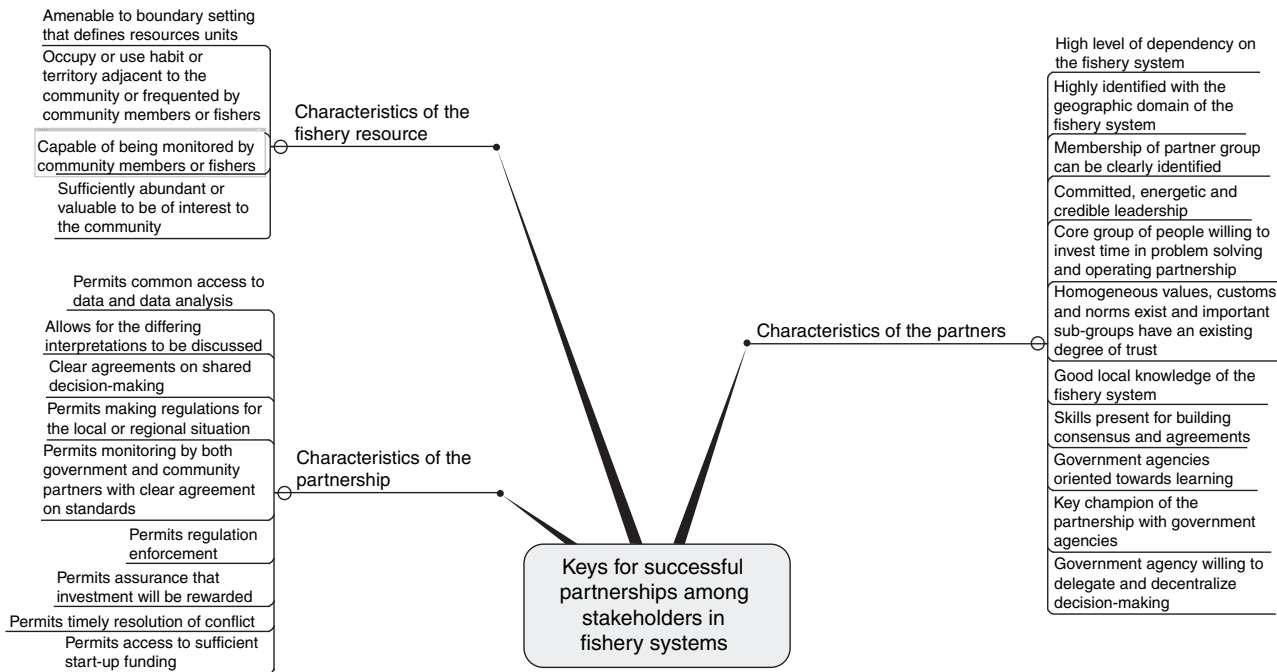 Amenable to boundary setting
that defines resources units
Occupy or use habit or
territory adjacent to the
community or frequented by
community members or fishers
Capable of being monitored by
community members or fishers
Sufficiently abundant or
valuable to be of interest to
the community
Characteristics of the
fishery resource
Permits common access to
data and data analysis
Allows for the differing
interpretations to be discussed
Clear agreements on shared
decision-making
Permits making regulations for
the local or regional situation
Permits monitoring by both
government and community
partners with clear agreement
on standards
Permits regulation
enforcement
Permits assurance that
investment will be rewarded
Permits timely resolution of conflict
Permits access to sufficient
start-up funding
Characteristics of the
partnership
Keys for successful
partnerships among
stakeholders in
fishery systems
Characteristics of the partners
High level of dependency on
the fishery system
Highly identified with the
geographic domain of the
fishery system
Membership of partner group
can be clearly identified
Committed, energetic and
credible leadership
Core group of people willing to
invest time in problem solving
and operating partnership
Homogeneous values, customs
and norms exist and important
sub-groups have an existing
degree of trust
Good local knowledge of the
fishery system
Skills present for building
consensus and agreements
Government agencies
oriented towards learning
Key champion of the
partnership with government
agencies
Government agency willing to
delegate and decentralize
decision-making